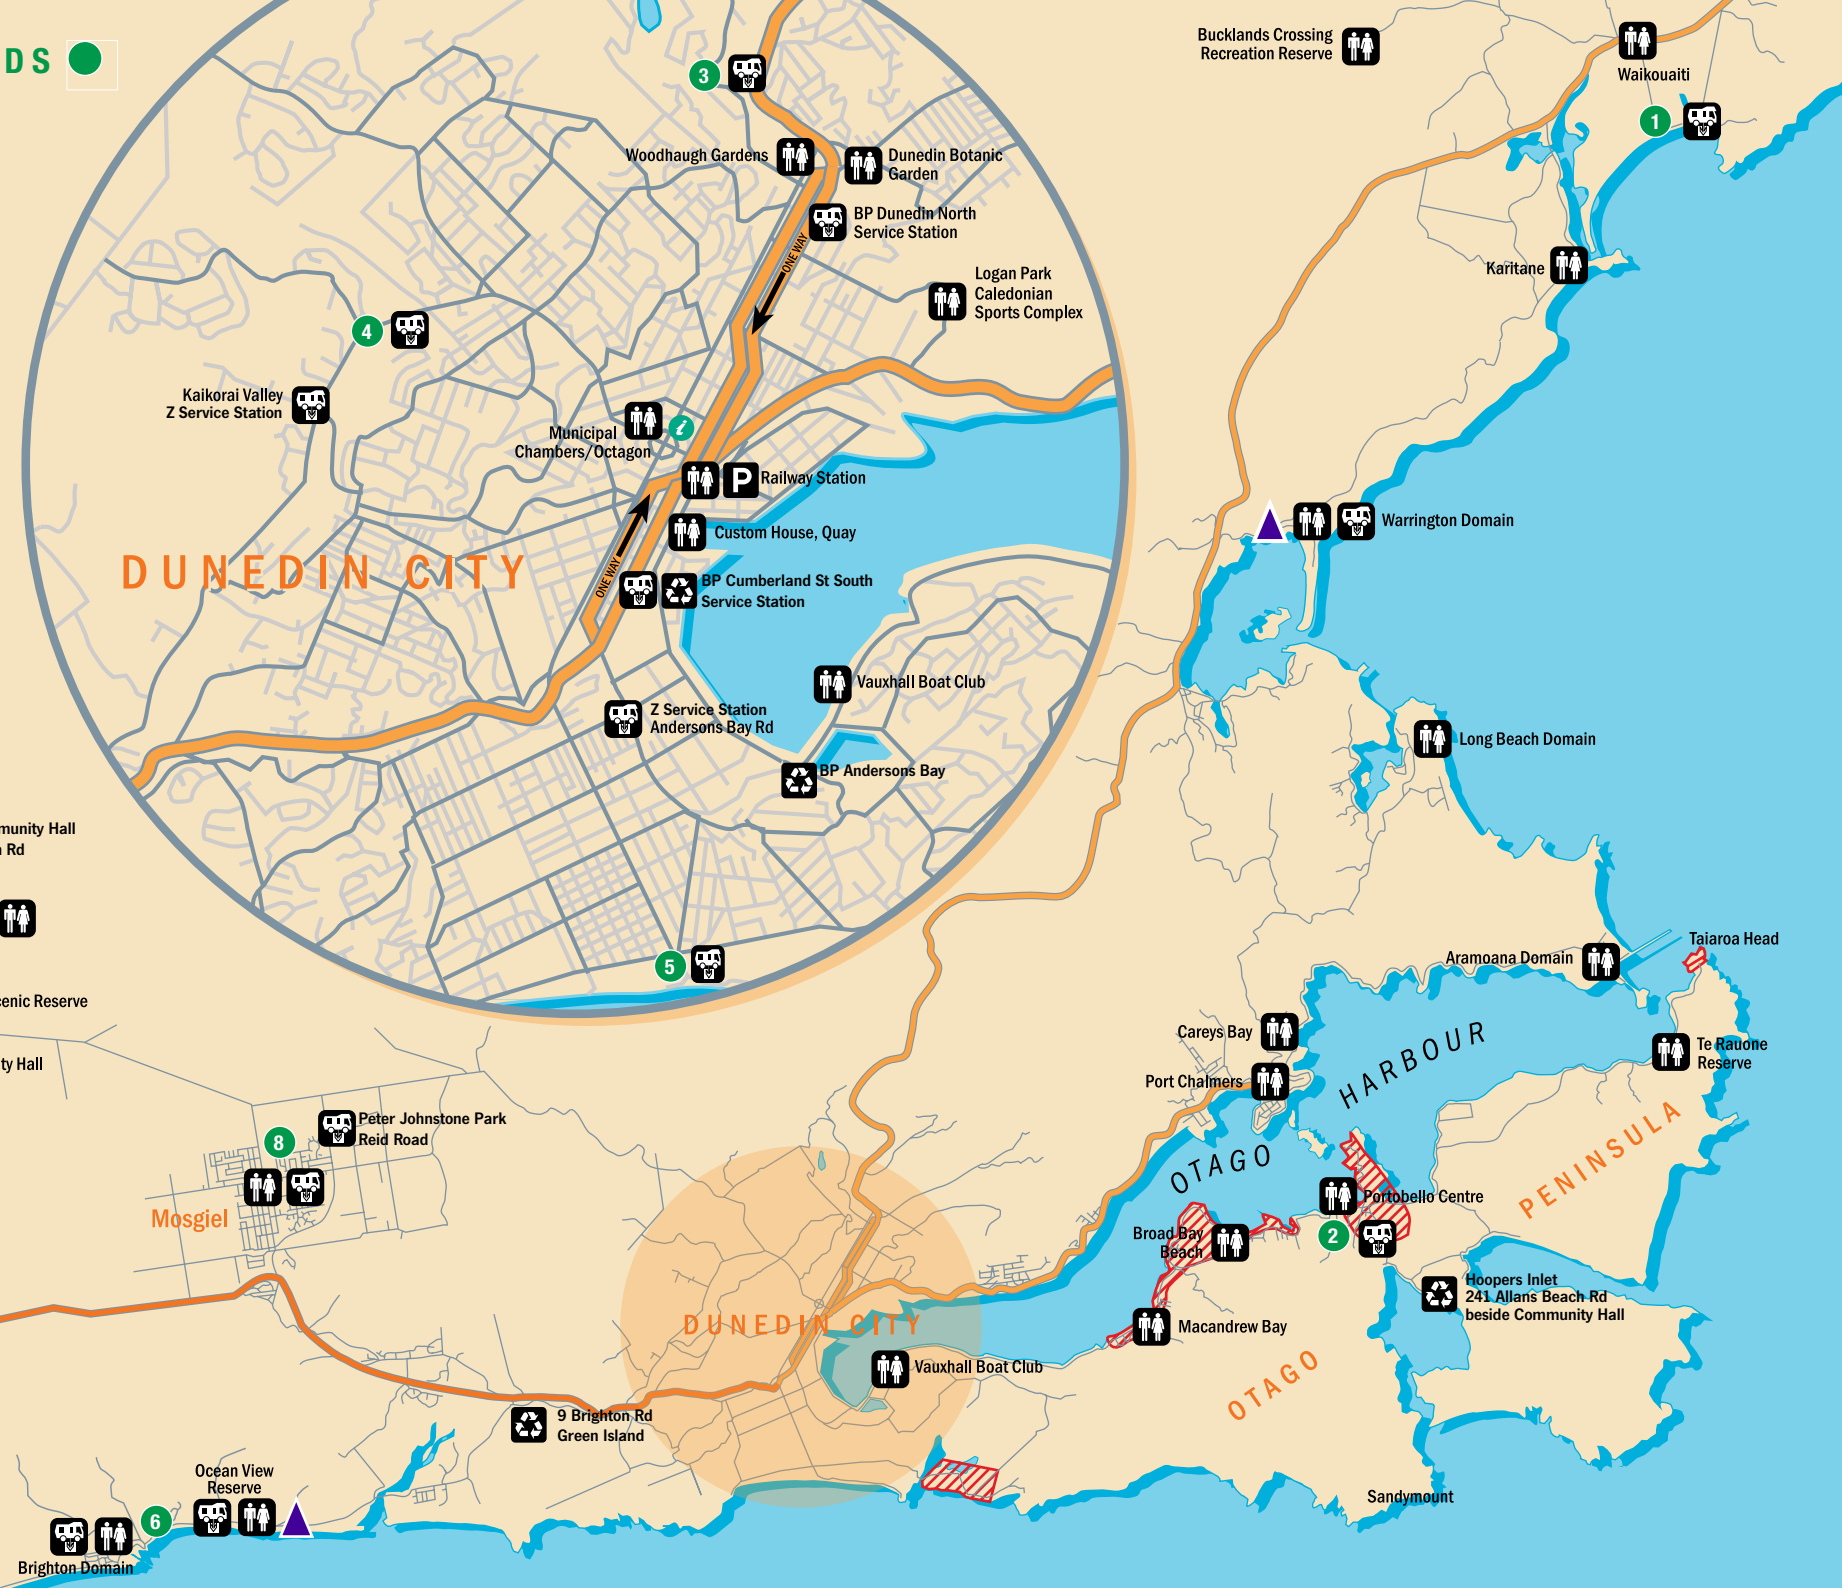 DS
3
Woodhaugh Gardens
Dunedin Botanic
Garden
BP Dunedin North
Service Station
ONE WAY
Logan Park
Caledonian
Sports Complex
4
Kaikorai Valley
Z Service Station
i
Municipal
Chambers/Octagon
P
Railway Station
Custom House, Quay
DUNEDIN CITY
ONE WAY
BP Cumberland St South
Service Station
Vauxhall Boat Club
Z Service Station
Andersons Bay Rd
BP Andersons Bay
5
Bucklands Crossing
Recreation Reserve
Waikouaiti
1
Karitane
Warrington Domain
Long Beach Domain
Taiaroa Head
Aramoana Domain
Careys Bay
Port Chalmers
Te Rauone
Reserve
OTAGO
HARBOUR
Portobello Centre
2
Broad Bay
Beach
Macandrew Bay
Hoopers Inlet
241 Allans Beach Rd
beside Community Hall
OTAGO
PENINSULA
Sandymount
munity Hall
Rd
cenic Reserve
ty Hall
Peter Johnstone Park
Reid Road
8
Mosgiel
DUNEDIN CITY
Vauxhall Boat Club
9 Brighton Rd
Green Island
Ocean View
Reserve
6
Brighton Domain